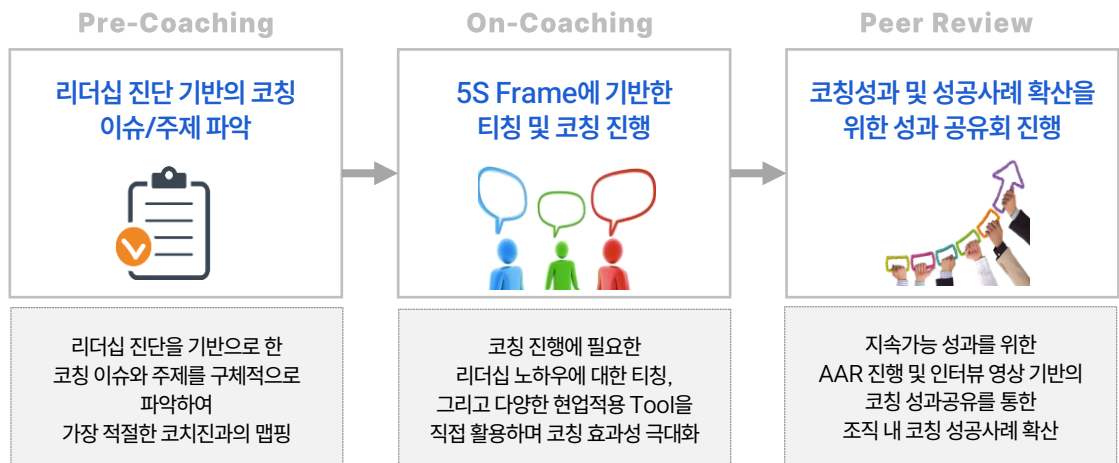 Pre-Coaching
리더십 진단 기반의 코칭
이슈/주제 파악
리더십 진단을 기반으로 한
코칭 이슈와 주제를 구체적으로
파악하여
가장 적절한 코치진과의 맵핑
On-Coaching
5S Frame에 기반한
티칭 및 코칭 진행
코칭 진행에 필요한
리더십 노하우에 대한 티칭,
그리고 다양한 현업적용 Tool을
직접 활용하며 코칭 효과성 극대화
Peer Review
코칭성과 및 성공사례 확산을
위한 성과 공유회 진행
지속가능 성과를 위한
AAR 진행 및 인터뷰 영상 기반의
코칭 성과공유를 통한
조직 내 코칭 성공사례 확산